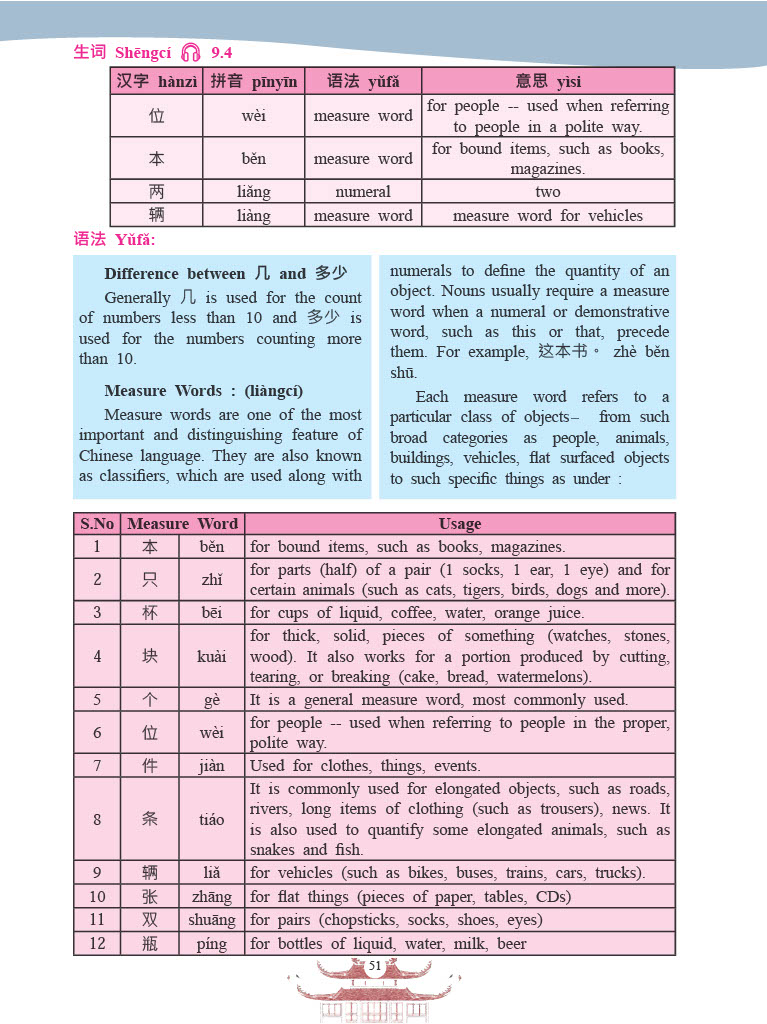 生词 Shēngcí 9.4
汉字 hànzì 拼音 pīnyīn 语法 yǔfǎ 意思 yìsi
位 wèi measure word for people -- used when referring
to people in a polite way.
本 běn measure word for bound items, such as books,
magazines.
两 liǎng numeral two
辆 liàng measure word measure word for vehicles
语法 Yǔfǎ:
Difference between 几 and 多少
Generally 几 is used for the count
of numbers less than 10 and 多少 is
used for the numbers counting more
than 10.
Measure Words : (liàngcí)
Measure words are one of the most
important and distinguishing feature of
Chinese language. They are also known
as classifiers, which are used along with
numerals to define the quantity of an
object. Nouns usually require a measure
word when a numeral or demonstrative
word, such as this or that, precede
them. For example, 这本书。 zhè běn
shū.
Each measure word refers to a
particular class of objects– from such
broad categories as people, animals,
buildings, vehicles, flat surfaced objects
to such specific things as under :
S.No Measure Word Usage
1 本 běn for bound items, such as books, magazines.
2 只 zhǐ for parts (half) of a pair (1 socks, 1 ear, 1 eye) and for
certain animals (such as cats, tigers, birds, dogs and more).
3 杯 bēi for cups of liquid, coffee, water, orange juice.
4 块 kuài for thick, solid, pieces of something (watches, stones,
wood). It also works for a portion produced by cutting,
tearing, or breaking (cake, bread, watermelons).
5 个 gè It is a general measure word, most commonly used.
6 位 wèi for people -- used when referring to people in the proper,
polite way.
7 件 jiàn Used for clothes, things, events.
8 条 tiáo It is commonly used for elongated objects, such as roads,
rivers, long items of clothing (such as trousers), news. It
is also used to quantify some elongated animals, such as
snakes and fish.
9 辆 liǎ for vehicles (such as bikes, buses, trains, cars, trucks).
10 张 zhāng for flat things (pieces of paper, tables, CDs)
11 双 shuāng for pairs (chopsticks, socks, shoes, eyes)
12 瓶 píng for bottles of liquid, water, milk, beer
51